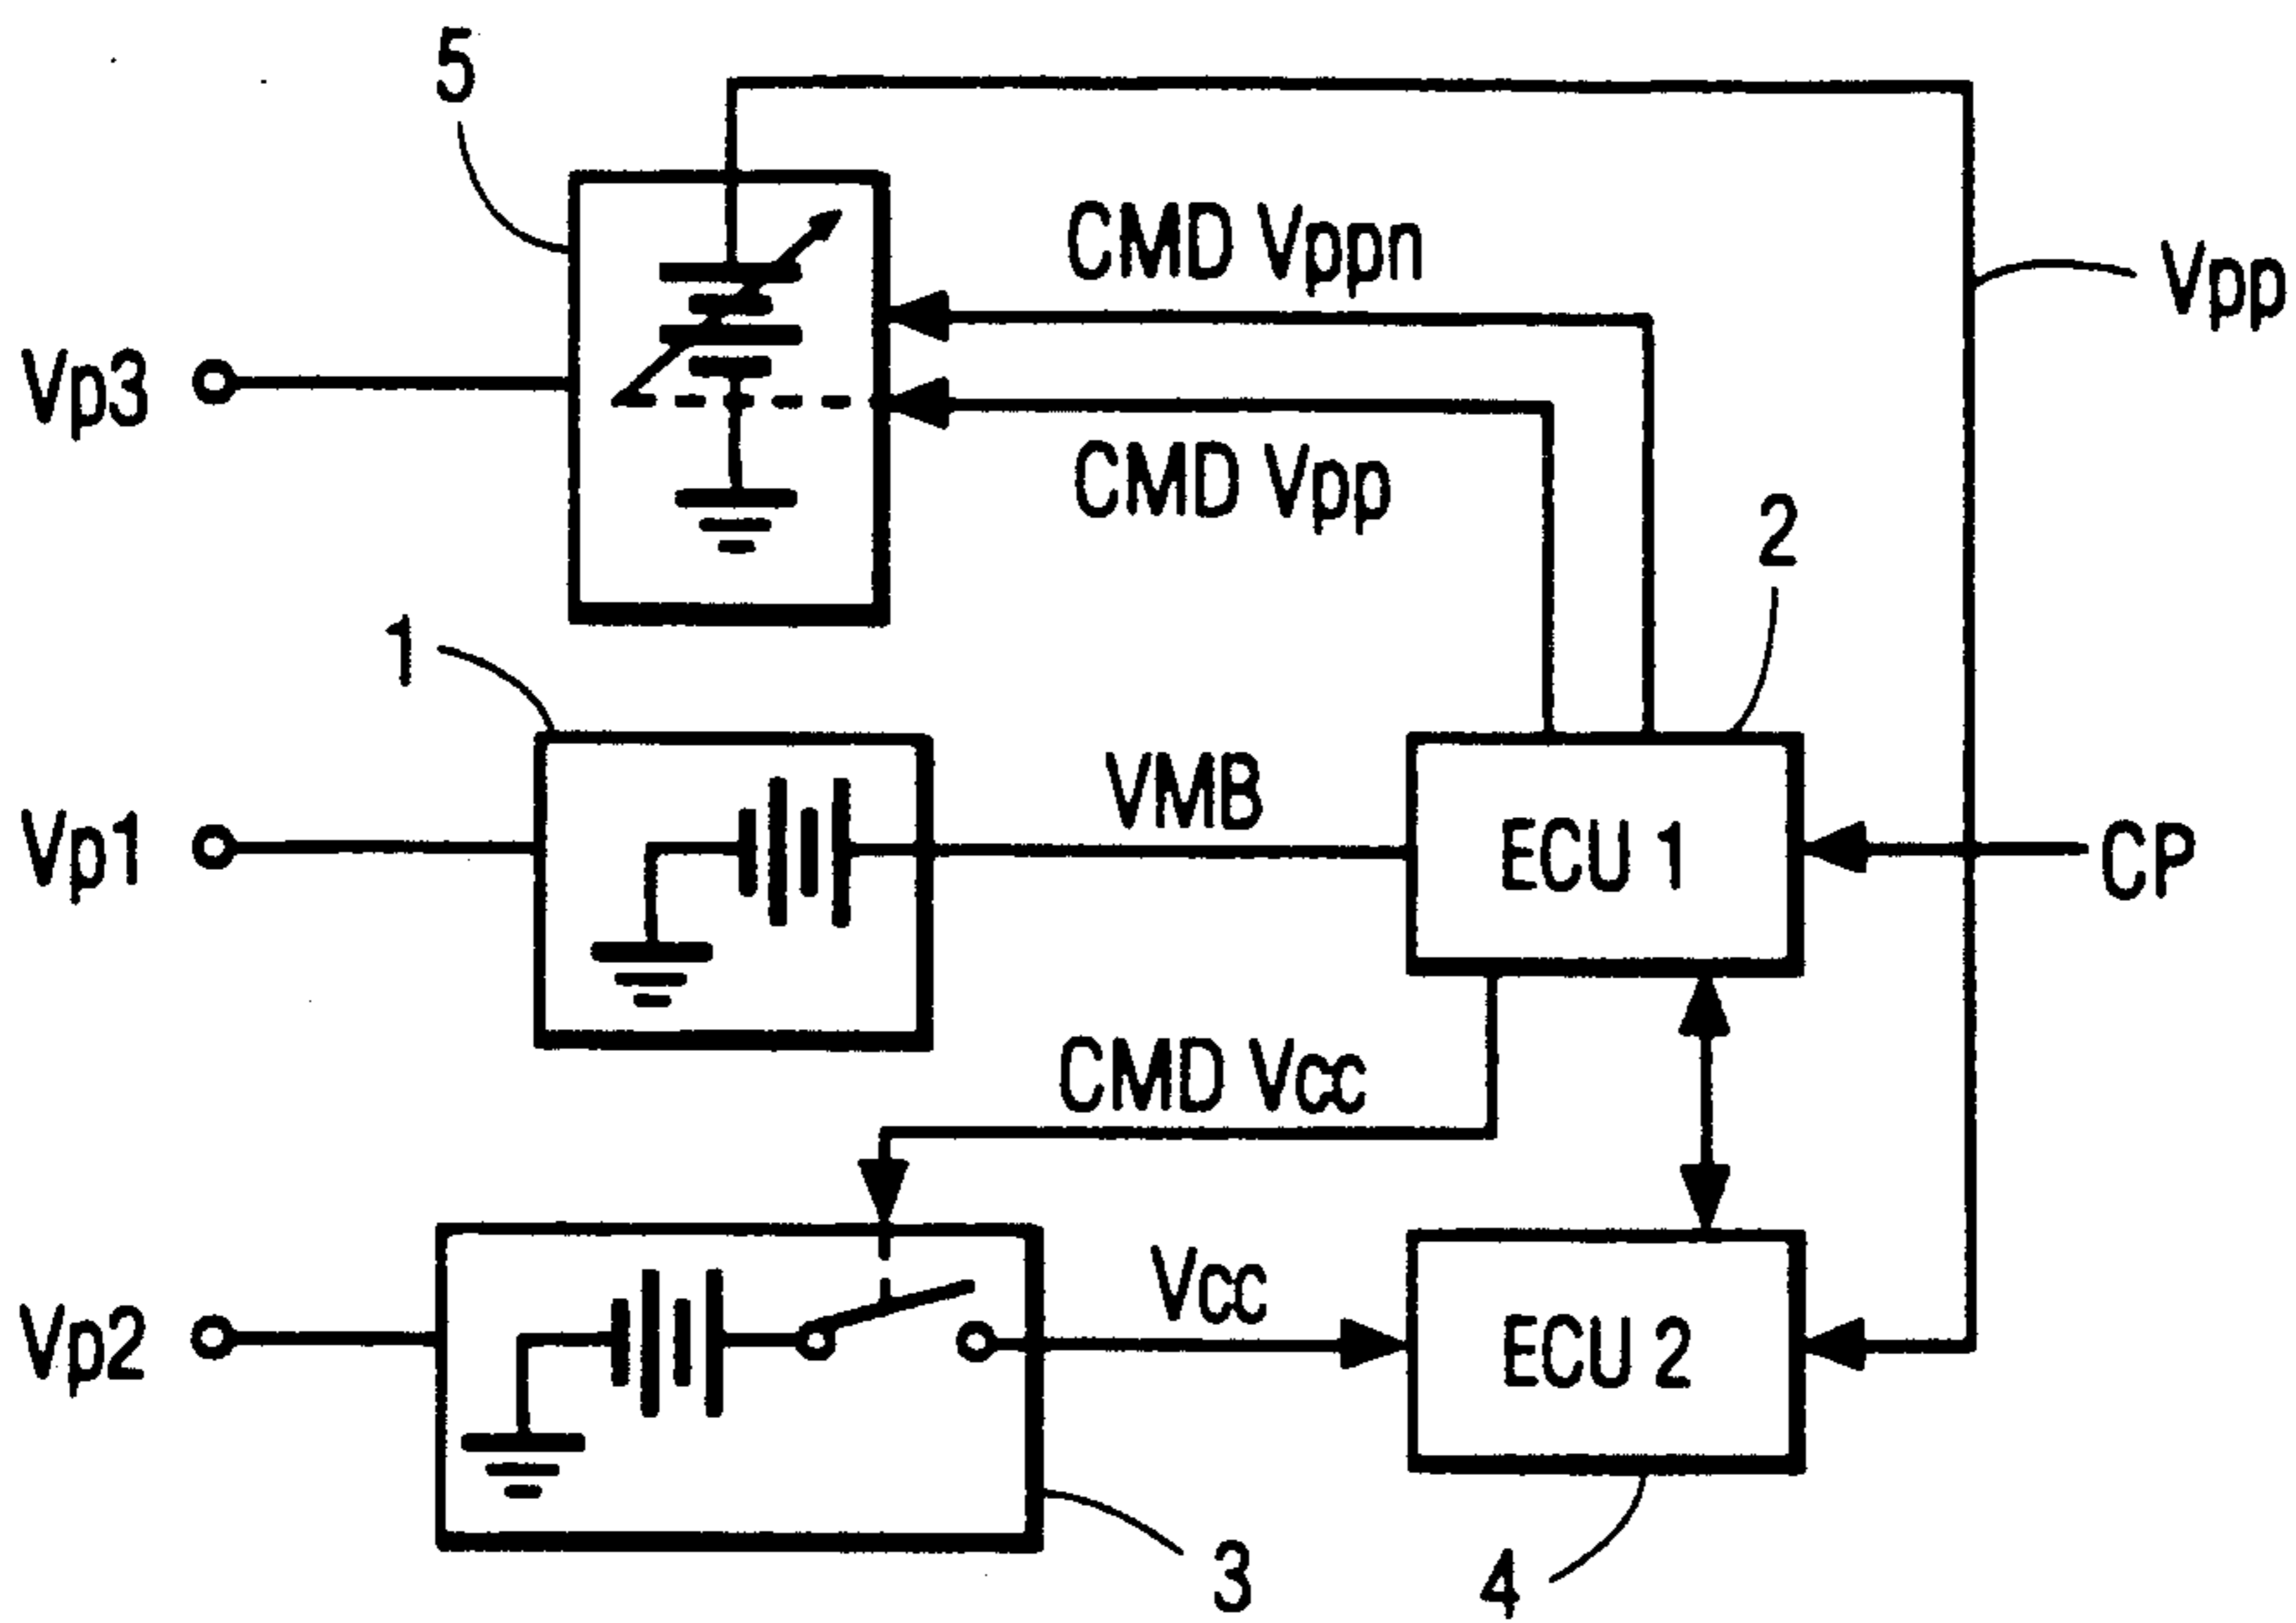 5
CMD Vppn
Vpp
Vp3
CMD Vpp
2
1
VMB
Vp1
ECU 1
CP
CMD Vcc
Vcc
Vp2
ECU 2
3
4